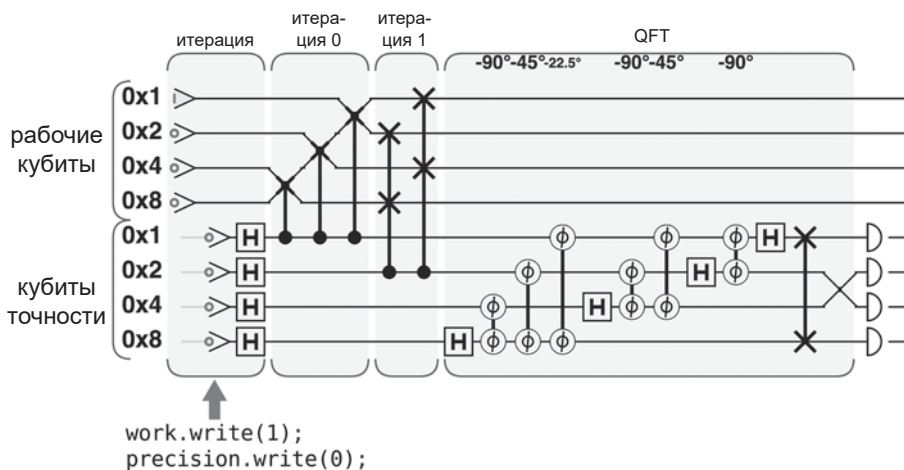 итерация
итера-
ция 0
итера-
ция 1
QFT
-90°-45°-22.5° -90°-45° -90°
0x1
0x2
0x4
0x8
рабочие
кубиты
0x1
0x2
0x4
0x8
кубиты
точности
H
H
H
H
H
H
H
H
ϕ ϕ ϕ
ϕ ϕ ϕ
ϕ ϕ ϕ
ϕ ϕ ϕ
work.write(1);
precision.write(0);